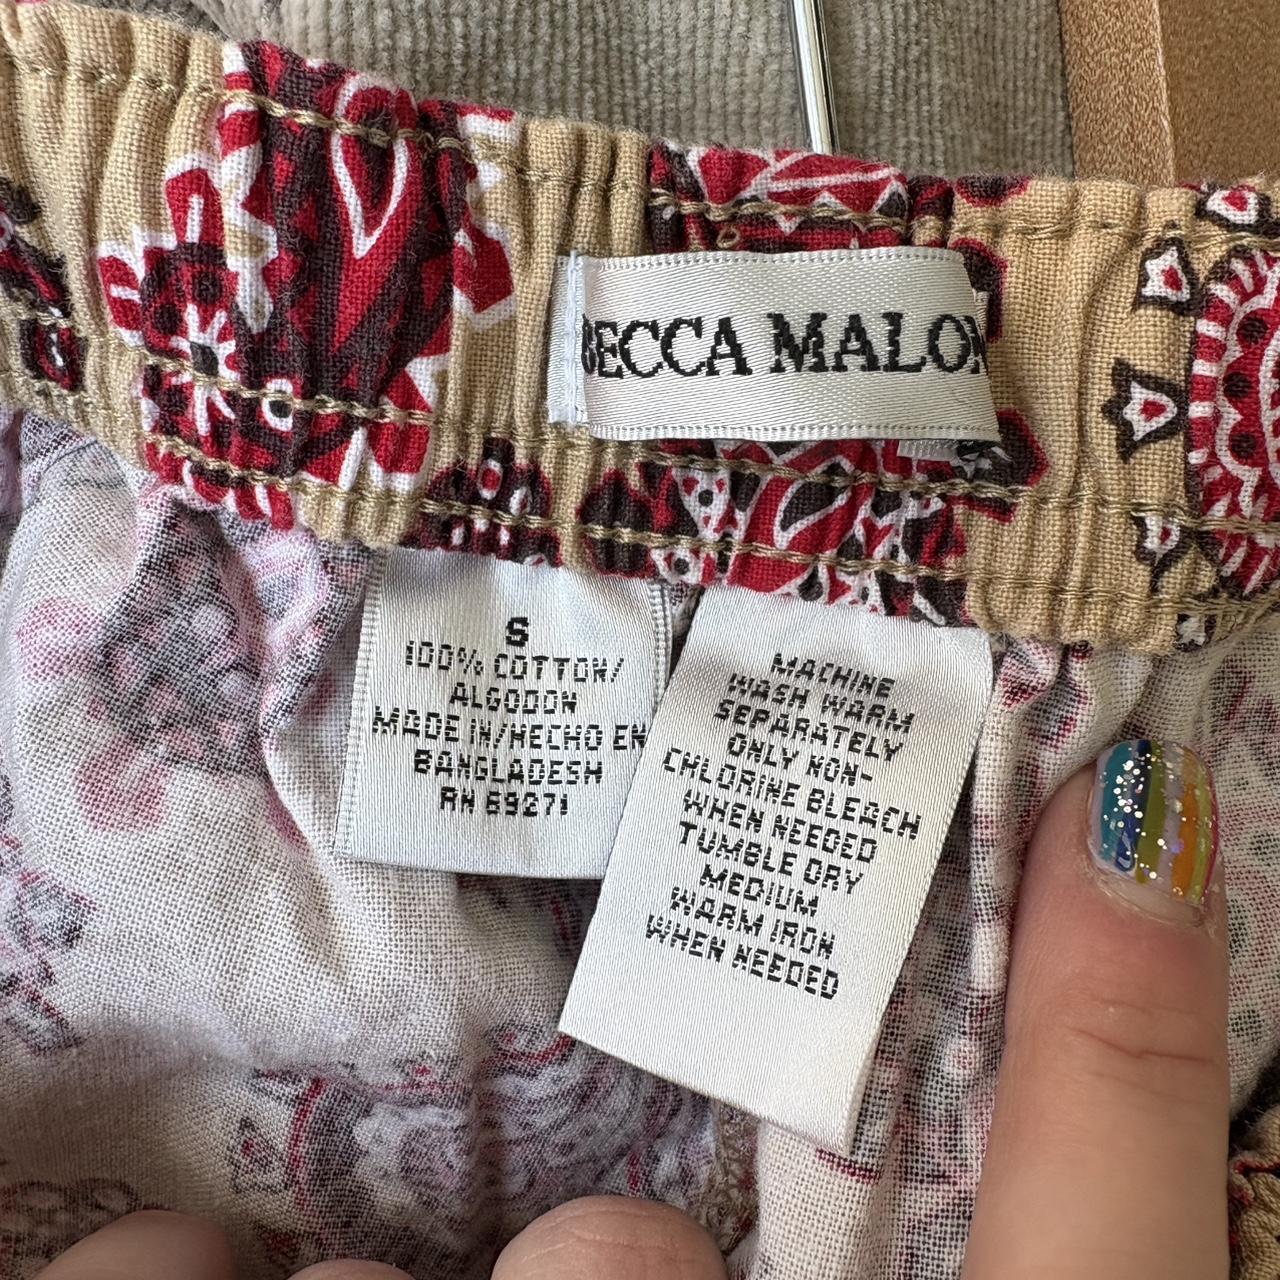 BECCA MALON
S
100% COTTON/
ALGODON
MADE IN/HECHO EN
BANGLADESH
RN 69271
MACHINE
WASH WARM
SEPARATELY
ONLY NON-
CHLORINE BLEACH
WHEN NEEDED
TUMBLE DRY
MEDIUM
WARM IRON
WHEN NEEDED